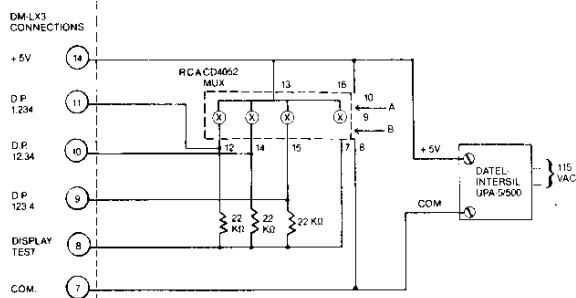 DM-LX3
CONNECTIONS
+5V 14
RCA CD4052
MUX
13 16
D.P.
1.234 11
10 A
9 B
X X X X
D.P.
12.34 10
12 14 15 7 8
+5V
DATEL-
INTERSIL
UPA-5/500
115
VAC
D.P.
123.4 9
COM
22
KΩ
22
KΩ
22 KΩ
DISPLAY
TEST 8
COM. 7